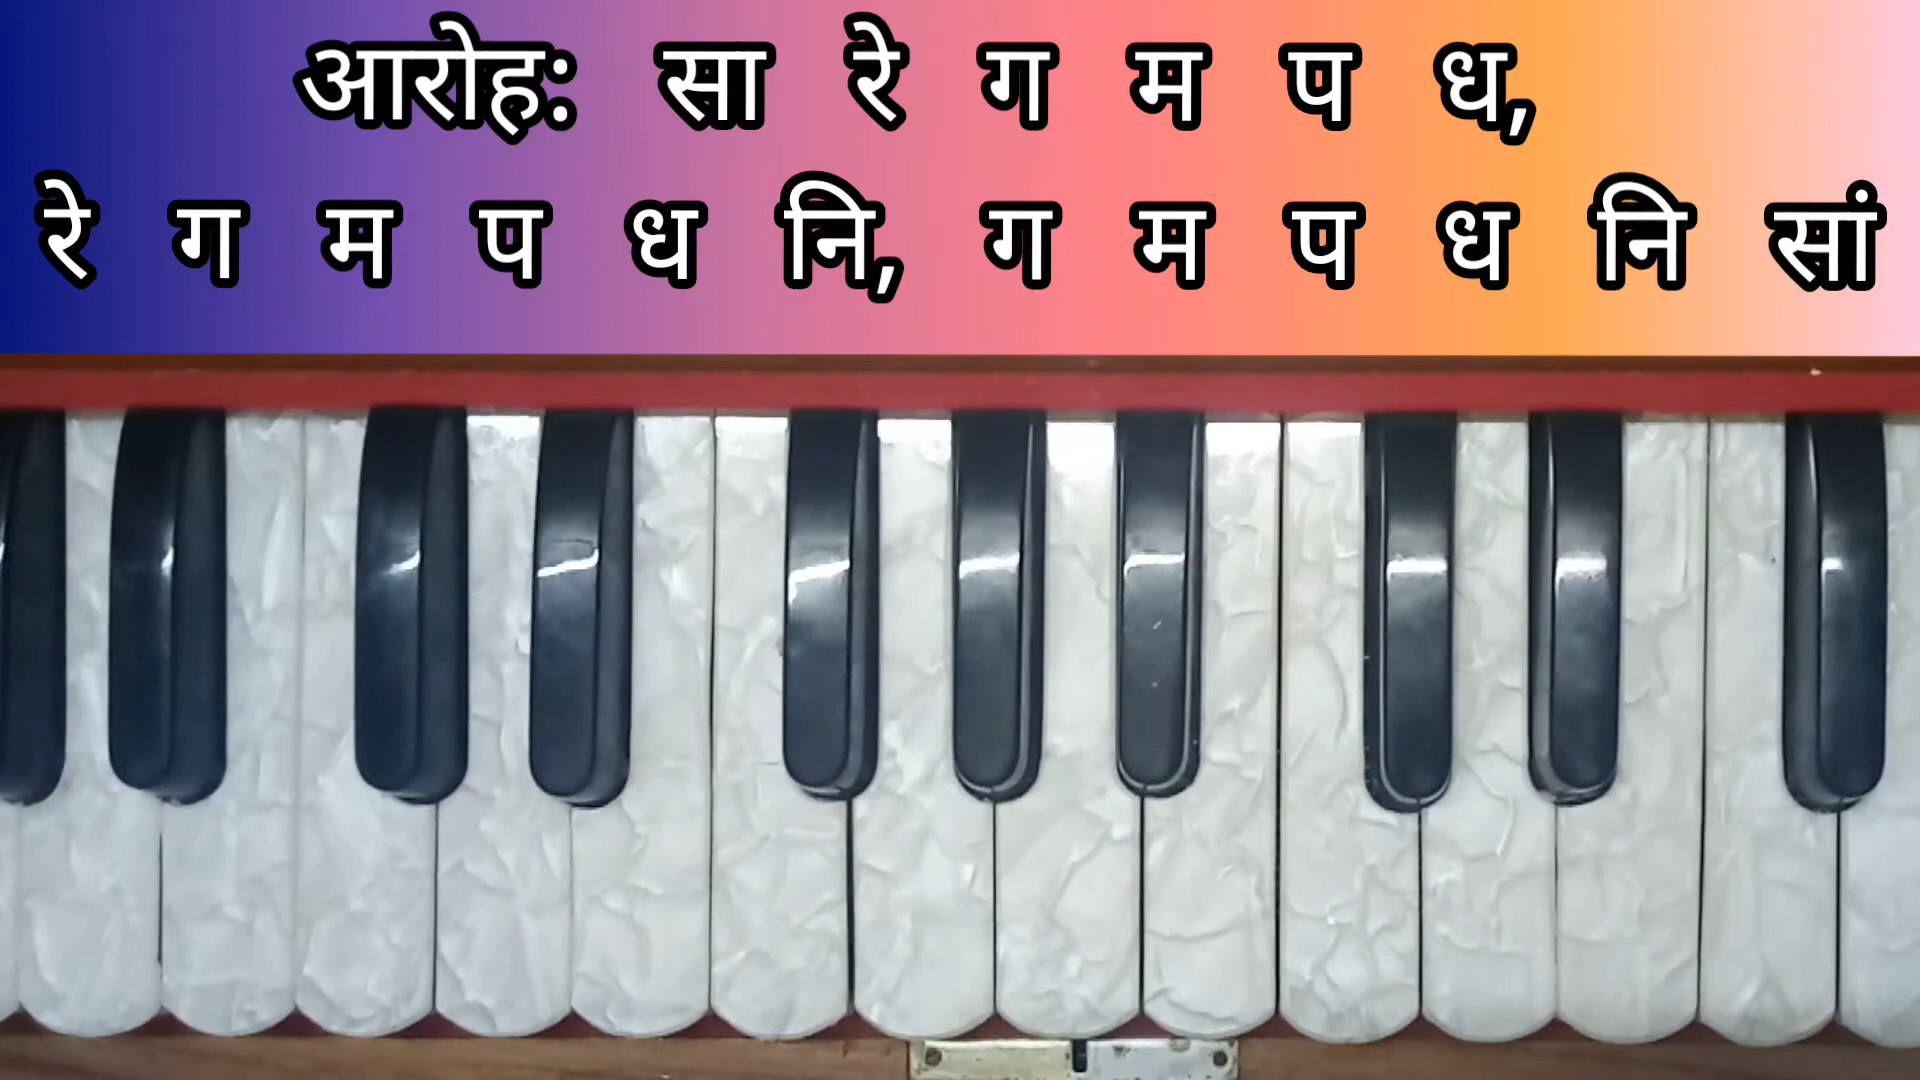 आरोह: सा रे ग म प ध,
रे ग म प ध नि, ग म प ध नि सां